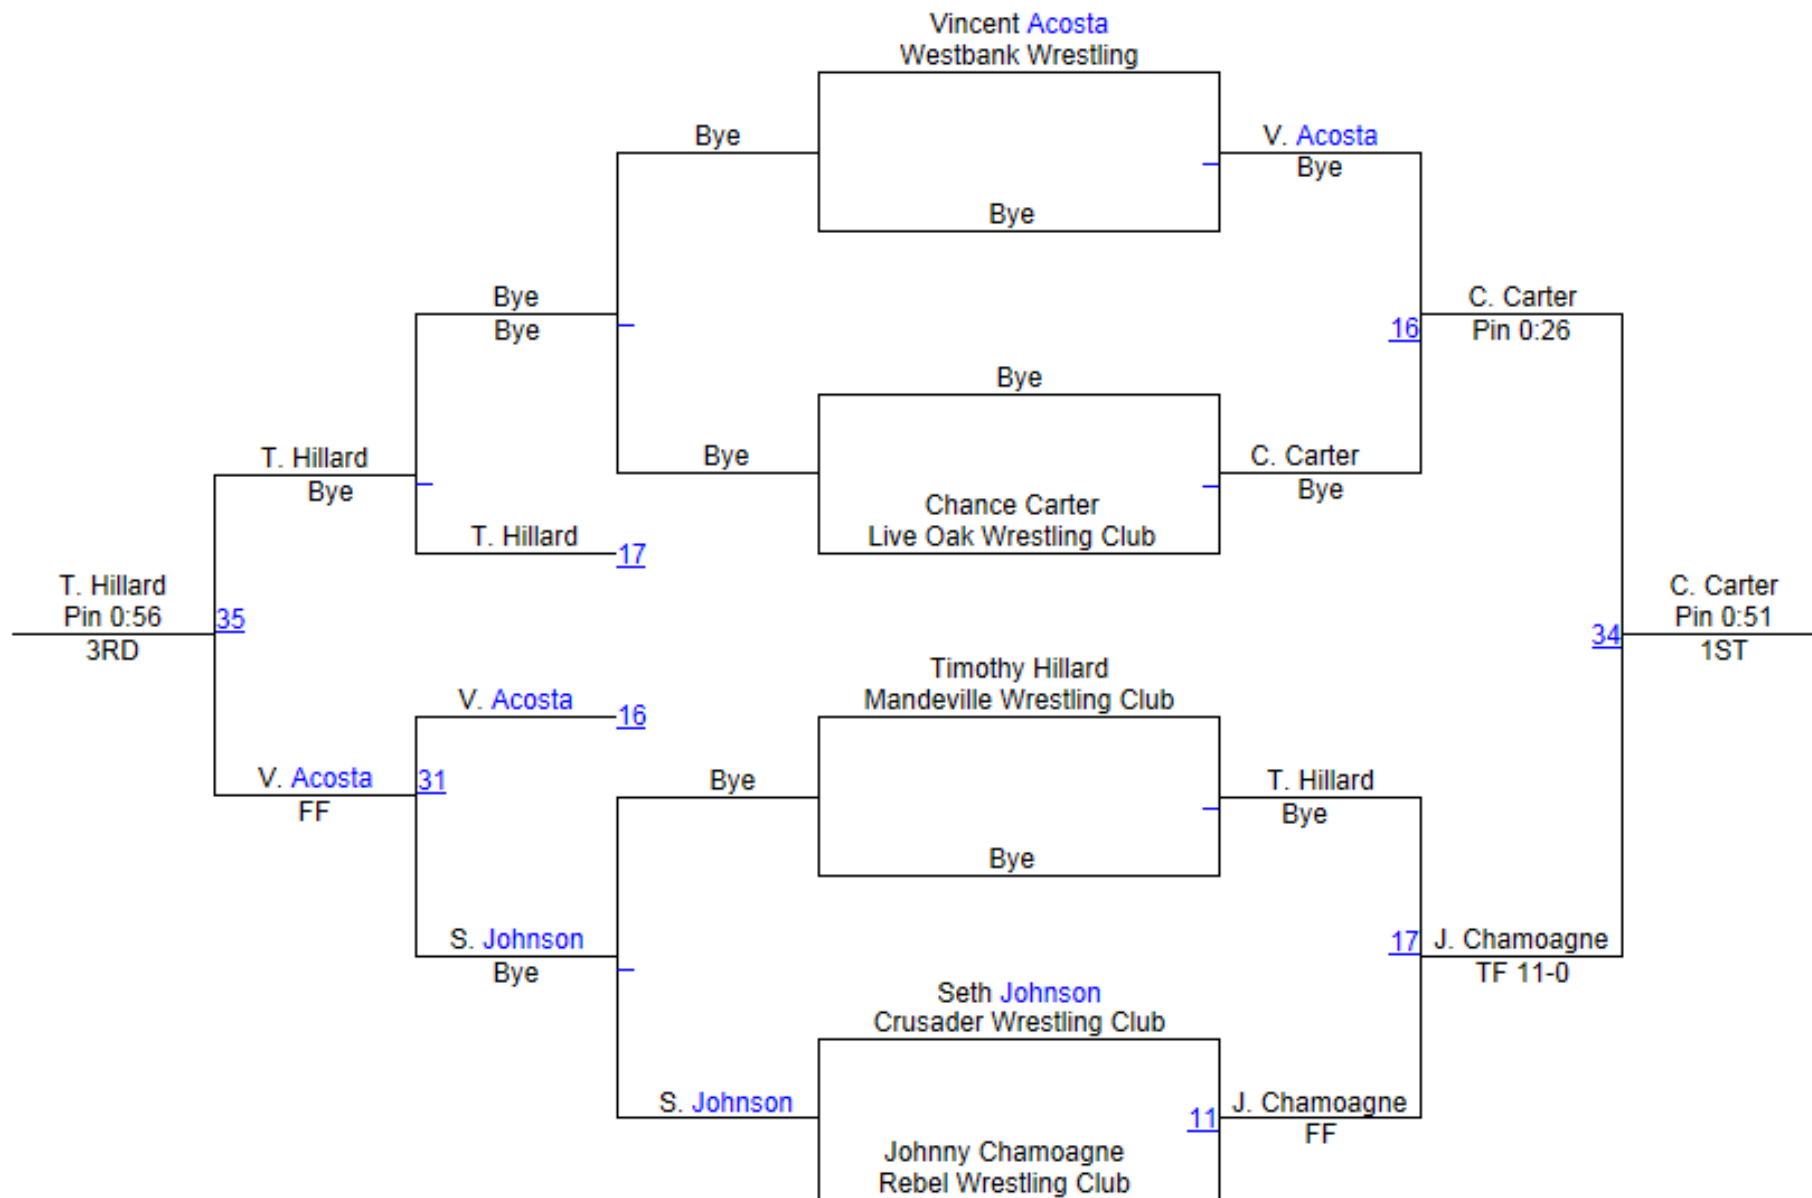 Vincent Acosta
Westbank Wrestling
Bye
V. Acosta
Bye
Bye
Bye
Bye
C. Carter
Pin 0:26
16
Bye
T. Hillard
Bye
Bye
C. Carter
Bye
Chance Carter
Live Oak Wrestling Club
T. Hillard
17
T. Hillard
Pin 0:56
3RD
35
C. Carter
Pin 0:51
1ST
34
Timothy Hillard
Mandeville Wrestling Club
V. Acosta
16
V. Acosta
FF
31
Bye
T. Hillard
Bye
Bye
S. Johnson
Bye
17
J. Chamoagne
TF 11-0
Seth Johnson
Crusader Wrestling Club
S. Johnson
11
J. Chamoagne
FF
Johnny Chamoagne
Rebel Wrestling Club